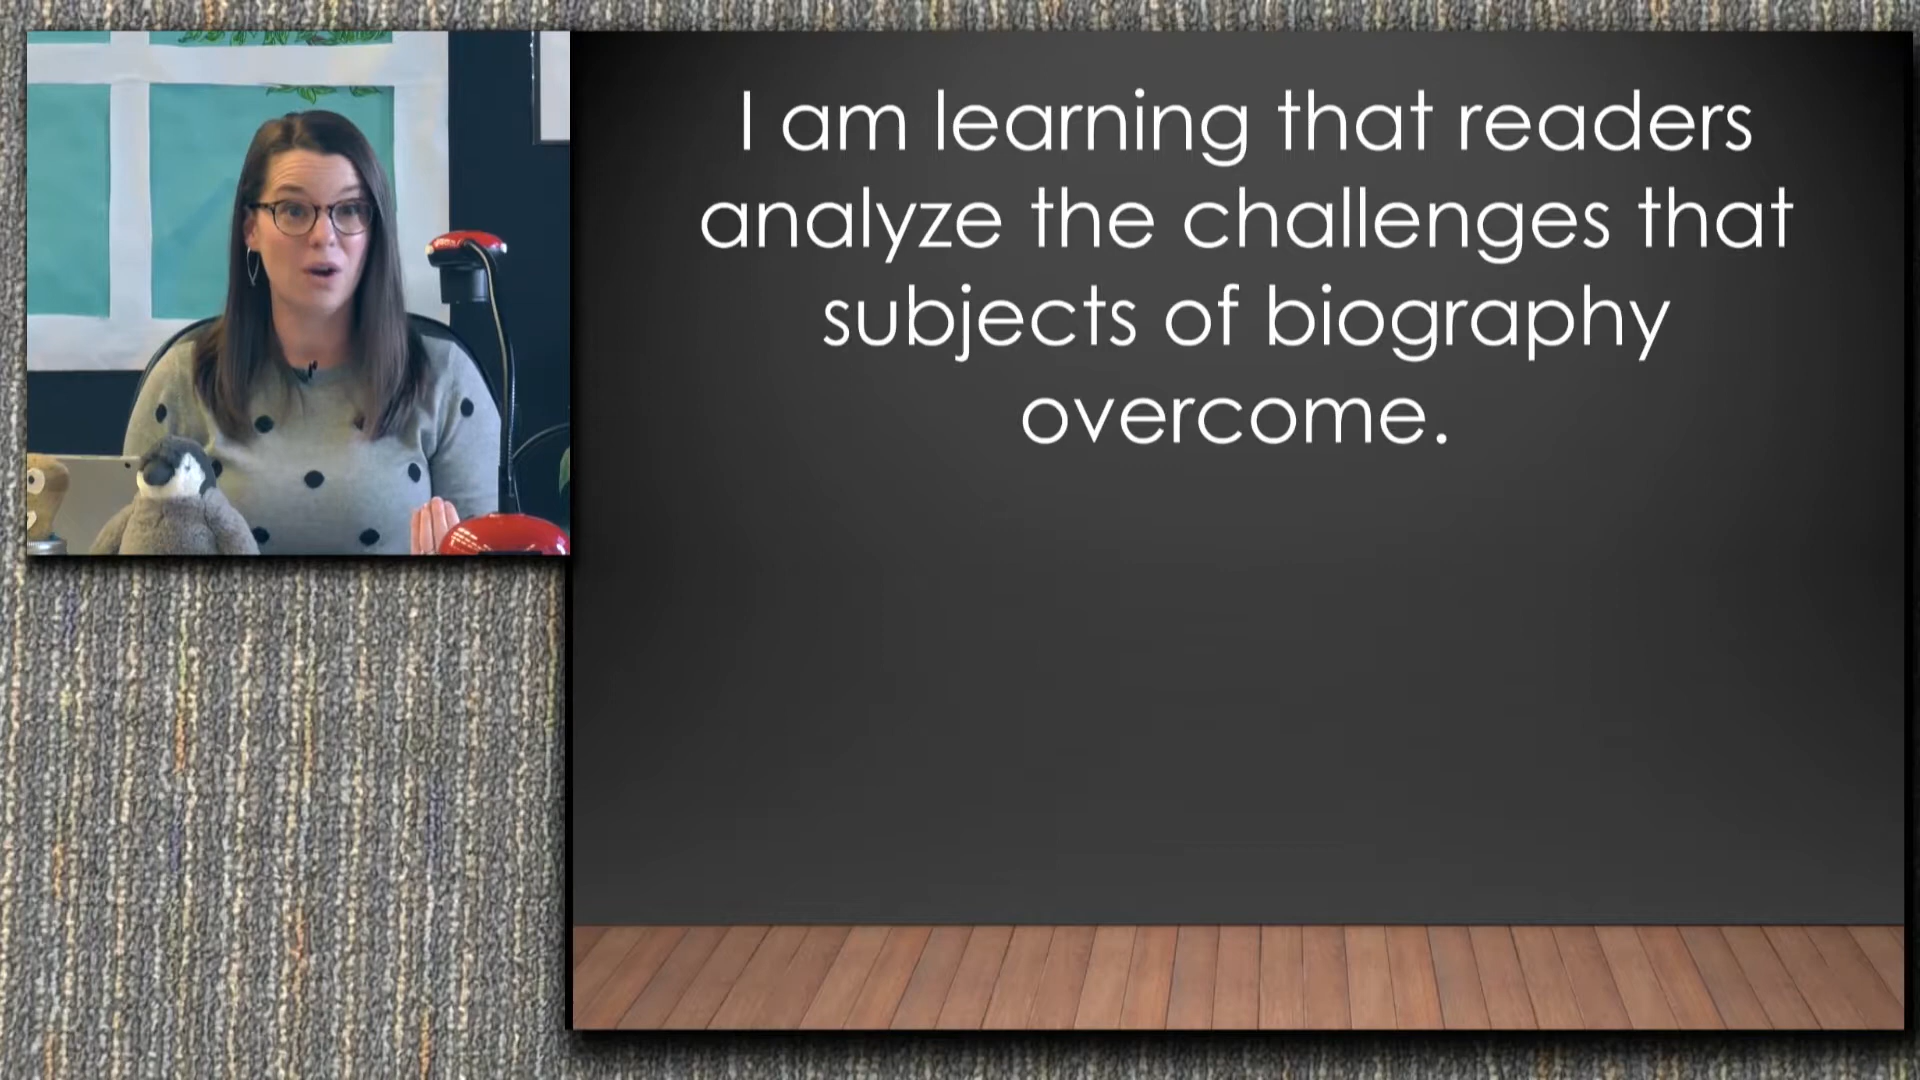 I am learning that readers
analyze the challenges that
subjects of biography
overcome.